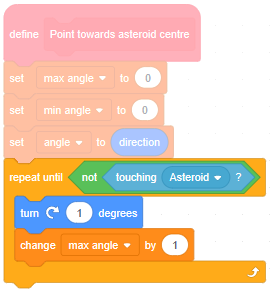 define Point towards asteroid centre
set max angle to 0
set min angle to 0
set angle to direction
repeat until not touching Asteroid ?
turn 1 degrees
change max angle by 1